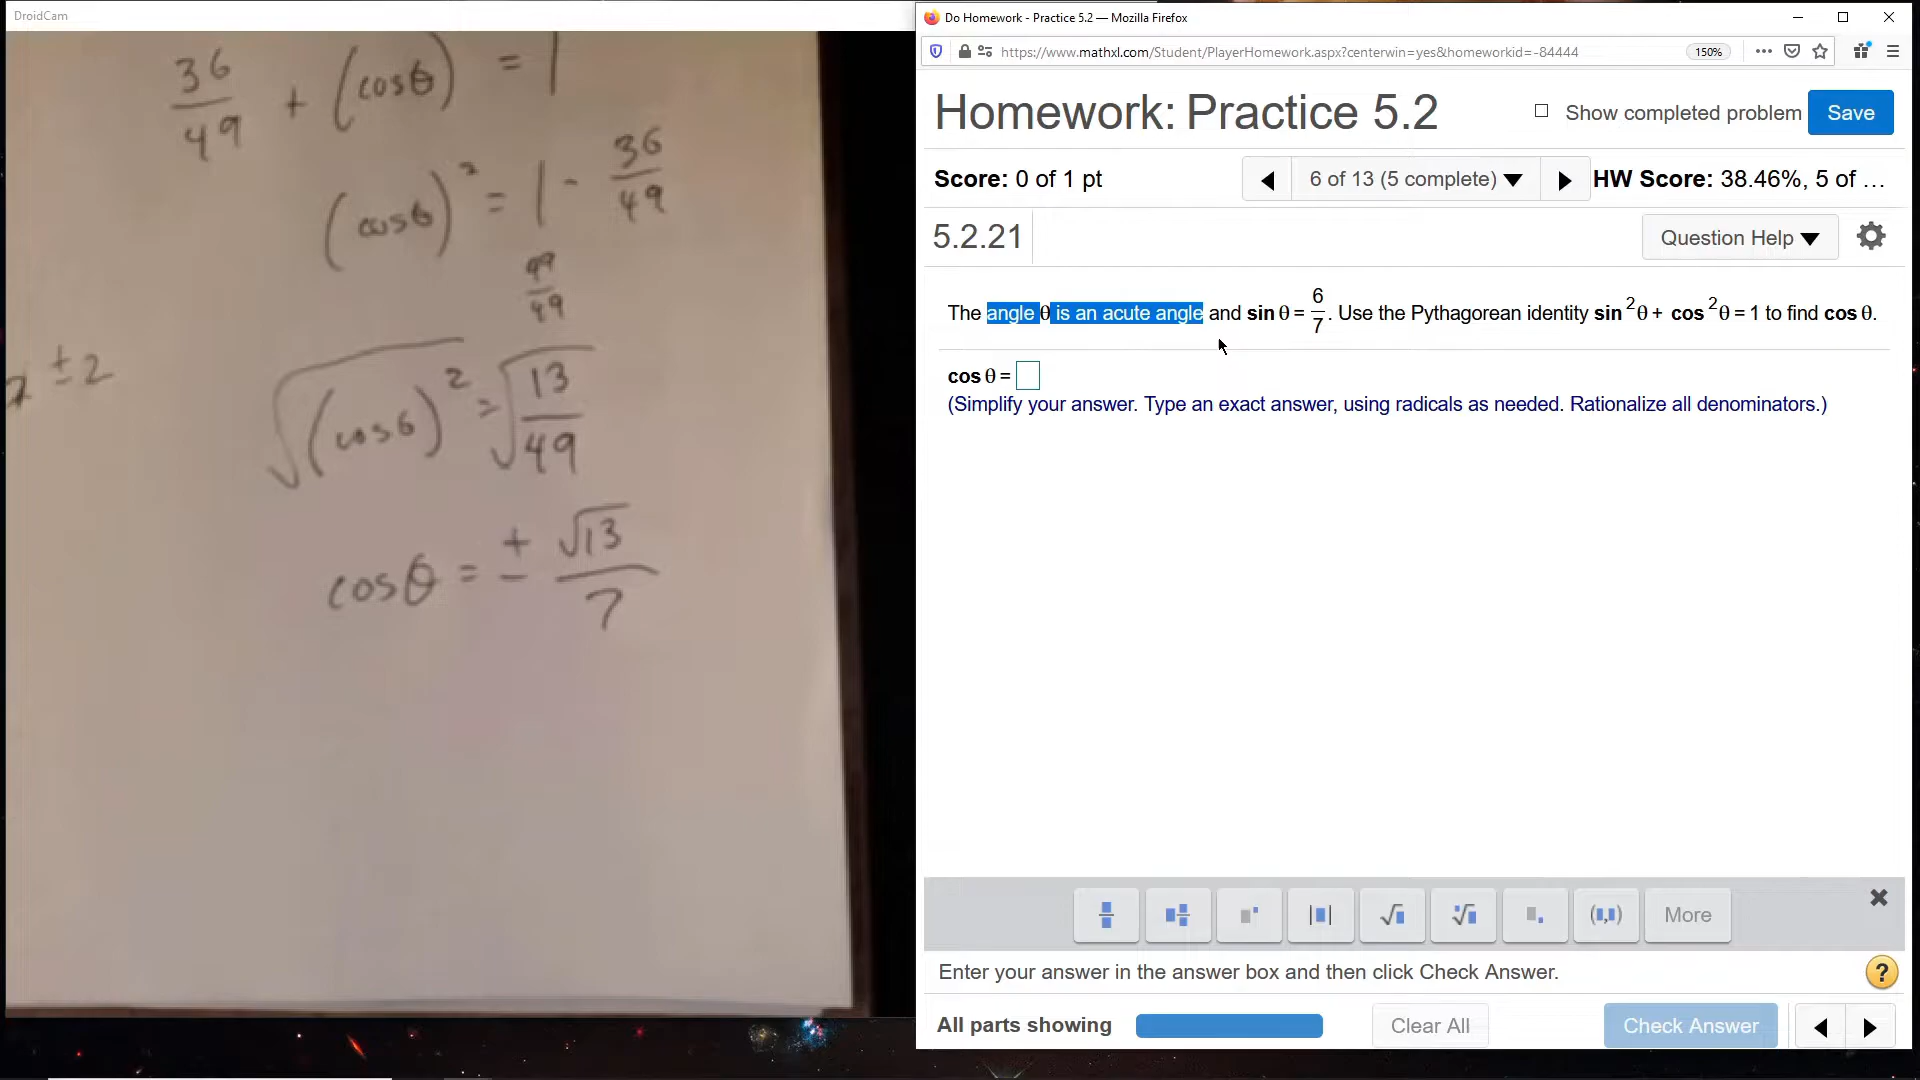 DroidCam
36/49 + (cosθ) = 1
(cosθ)² = 1 - 36/49
49/49
± 2
√(cosθ)² = √13/49
cosθ = ± √13/7
Do Homework - Practice 5.2 — Mozilla Firefox
https://www.mathxl.com/Student/PlayerHomework.aspx?centerwin=yes&homeworkid=-84444
150%
Homework: Practice 5.2
Show completed problem
Save
Score: 0 of 1 pt
6 of 13 (5 complete)
HW Score: 38.46%, 5 of ...
5.2.21
Question Help
The angle θ is an acute angle and sin θ = 6/7. Use the Pythagorean identity sin ²θ + cos ²θ = 1 to find cos θ.
cos θ =
(Simplify your answer. Type an exact answer, using radicals as needed. Rationalize all denominators.)
More
Enter your answer in the answer box and then click Check Answer.
?
All parts showing
Clear All
Check Answer